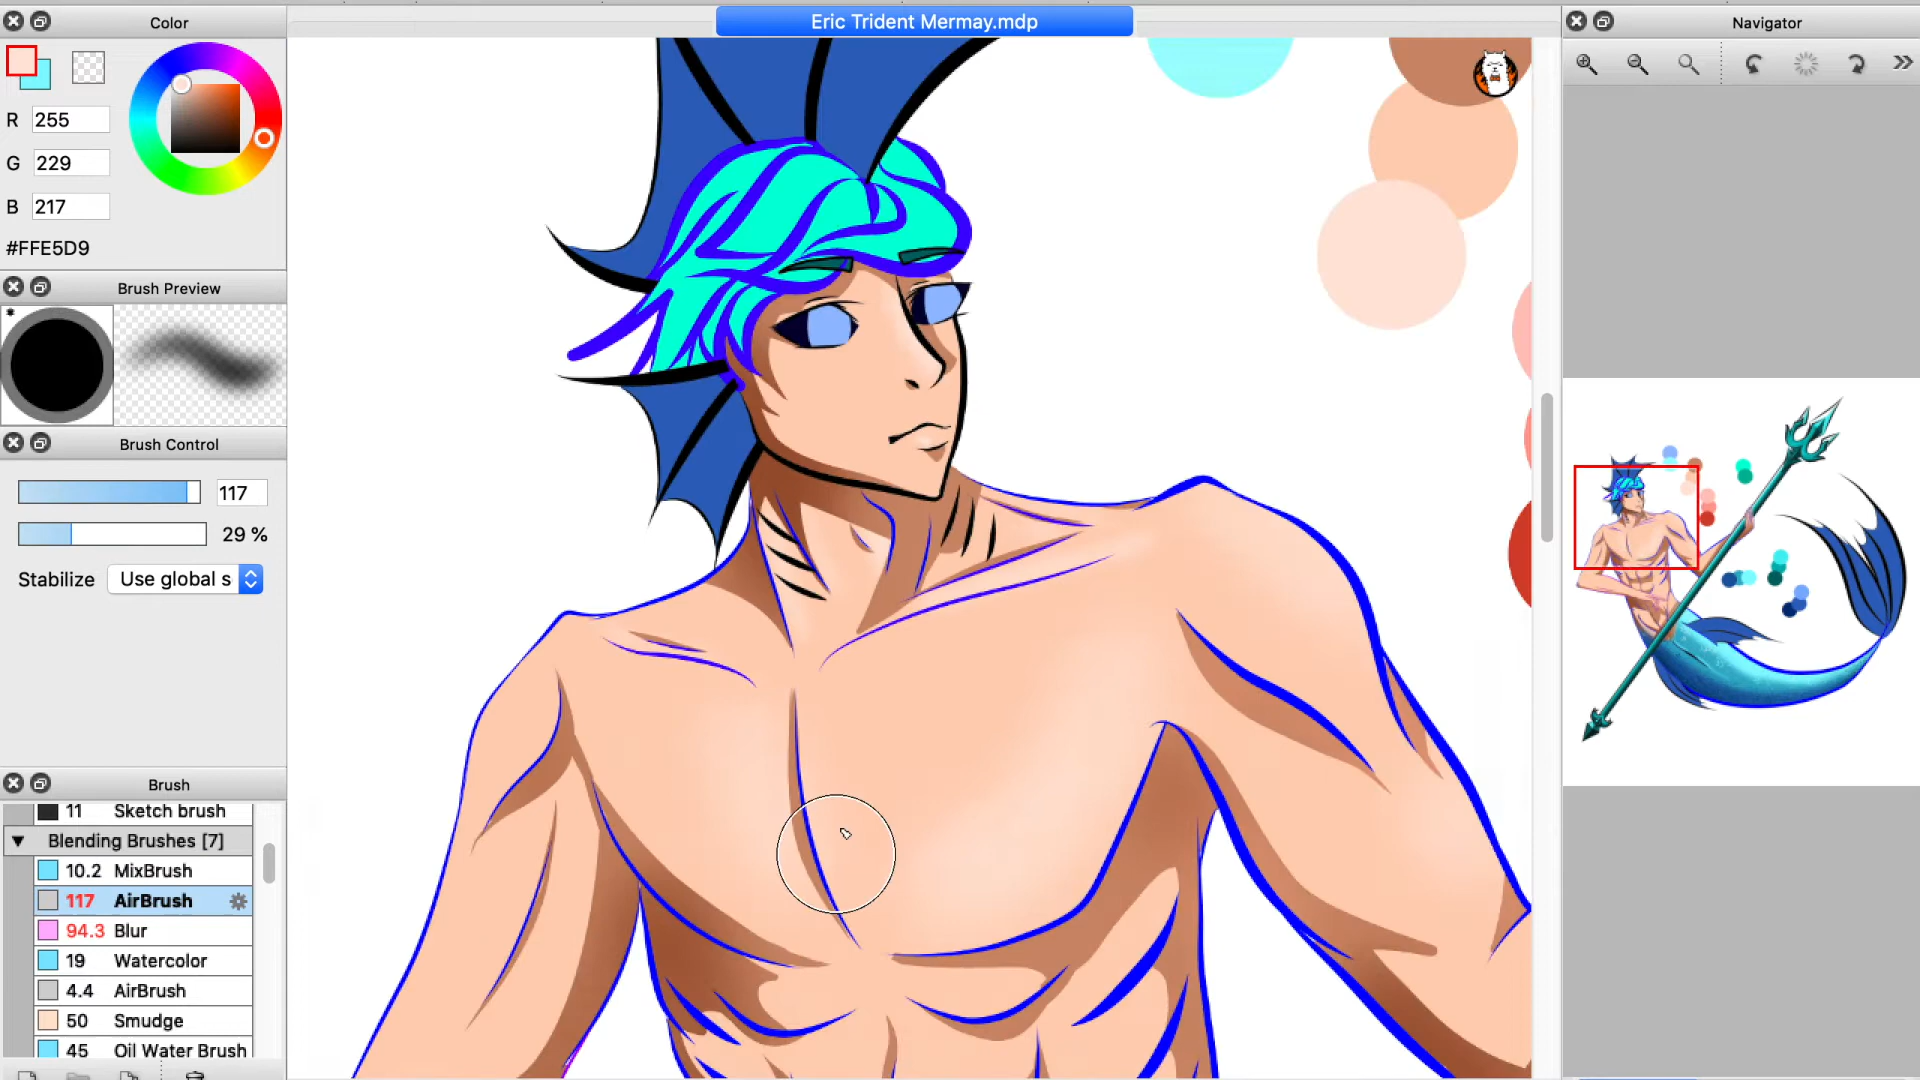 Eric Trident Mermay.mdp
Color
R 255
G 229
B 217
#FFE5D9
Brush Preview
*
Brush Control
117
29 %
Stabilize Use global s
Brush
11 Sketch brush
Blending Brushes [7]
10.2 MixBrush
117 AirBrush
94.3 Blur
19 Watercolor
4.4 AirBrush
50 Smudge
45 Oil Water Brush
Navigator